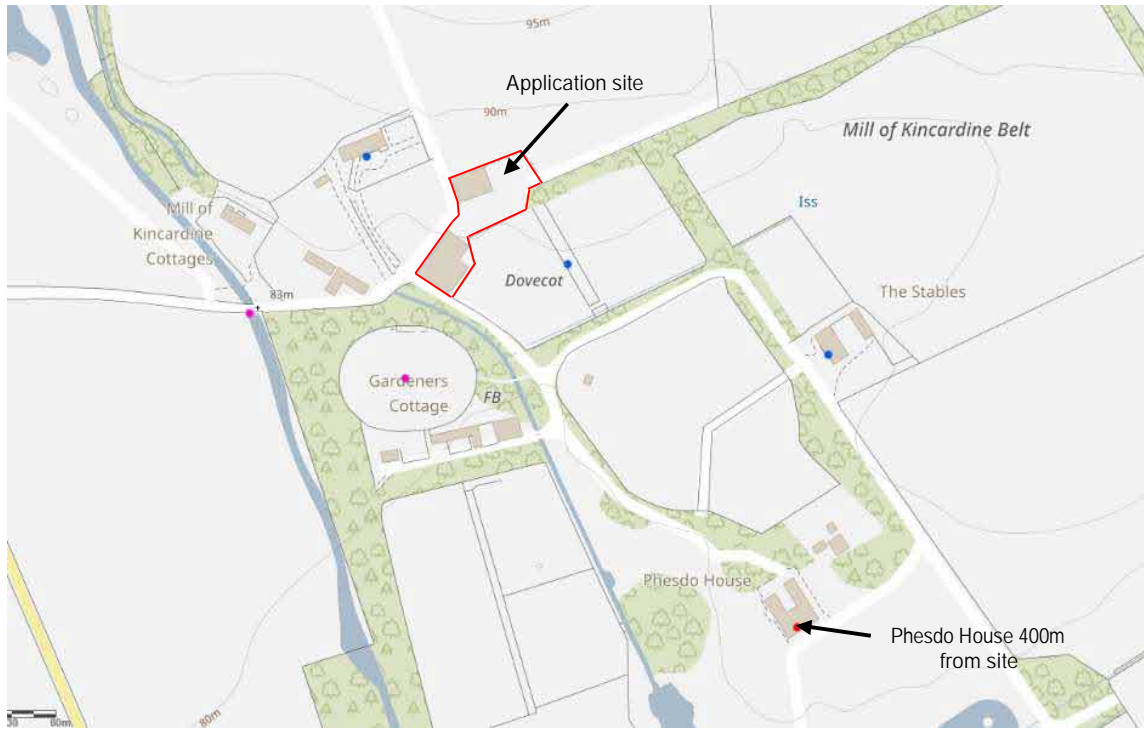 95m
Application site
90m
Mill of Kincardine Belt
Mill of
Kincardine
Cottages
Iss
83m
Dovecot
The Stables
Gardeners
Cottage
FB
Phesdo House
Phesdo House 400m
from site
80m
80m